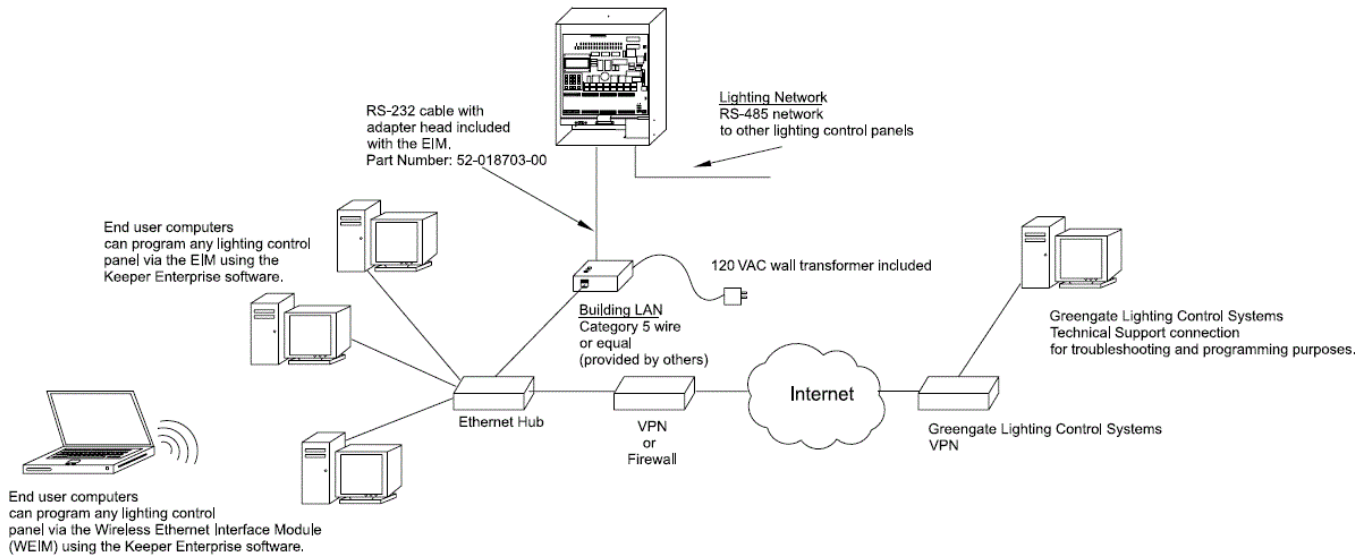 RS-232 cable with
adapter head included
with the EIM.
Part Number: 52-018703-00
Lighting Network
RS-485 network
to other lighting control panels
End user computers
can program any lighting control
panel via the EIM using the
Keeper Enterprise software.
120 VAC wall transformer included
Building LAN
Category 5 wire
or equal
(provided by others)
Greengate Lighting Control Systems
Technical Support connection
for troubleshooting and programming purposes.
Ethernet Hub
VPN
or
Firewall
Internet
Greengate Lighting Control Systems
VPN
End user computers
can program any lighting control
panel via the Wireless Ethernet Interface Module
(WEIM) using the Keeper Enterprise software.